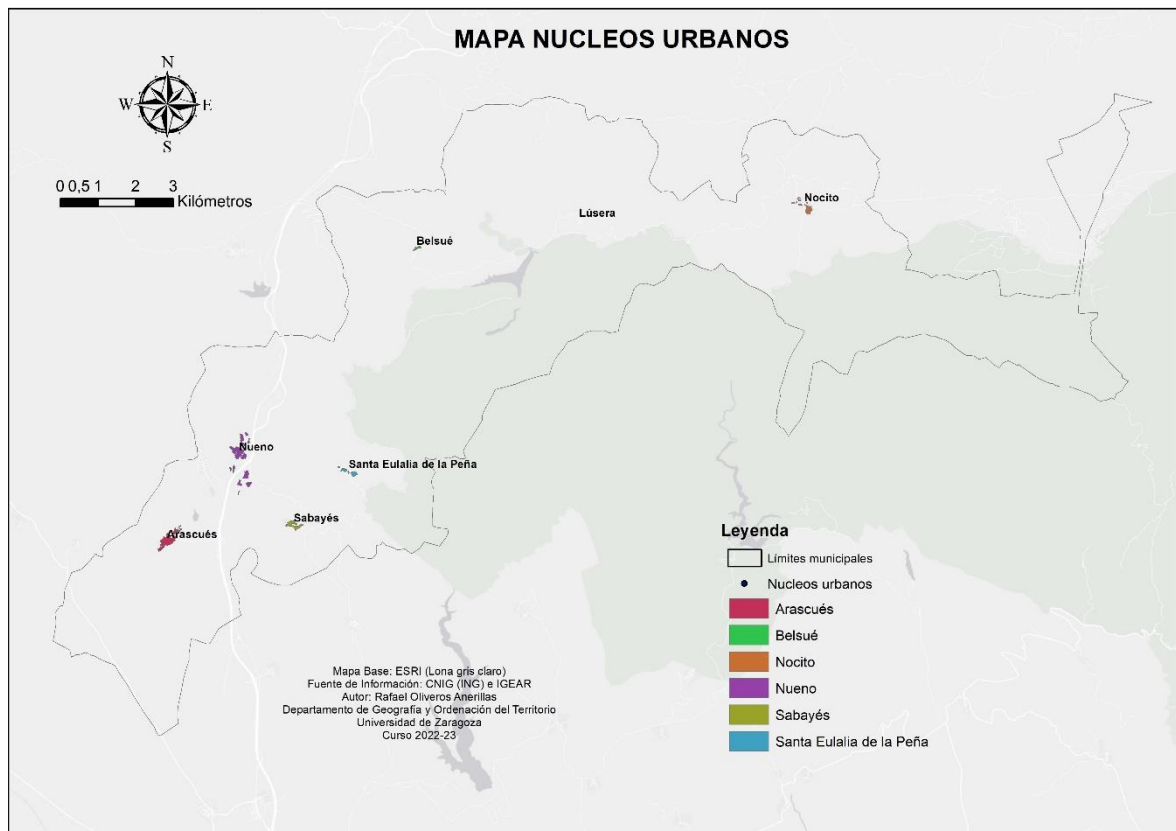 MAPA NUCLEOS URBANOS
N
W E
S
0 0,5 1 2 3
Kilómetros
Nocito
Lúsera
Belsué
Nueno
Santa Eulalia de la Peña
Sabayés
Arascués
Leyenda
Límites municipales
Nucleos urbanos
Arascués
Belsué
Nocito
Nueno
Sabayés
Santa Eulalia de la Peña
Mapa Base: ESRI (Lona gris claro)
Fuente de Información: CNIG (ING) e IGEAR
Autor: Rafael Oliveros Anerillas
Departamento de Geografía y Ordenación del Territorio
Universidad de Zaragoza
Curso 2022-23